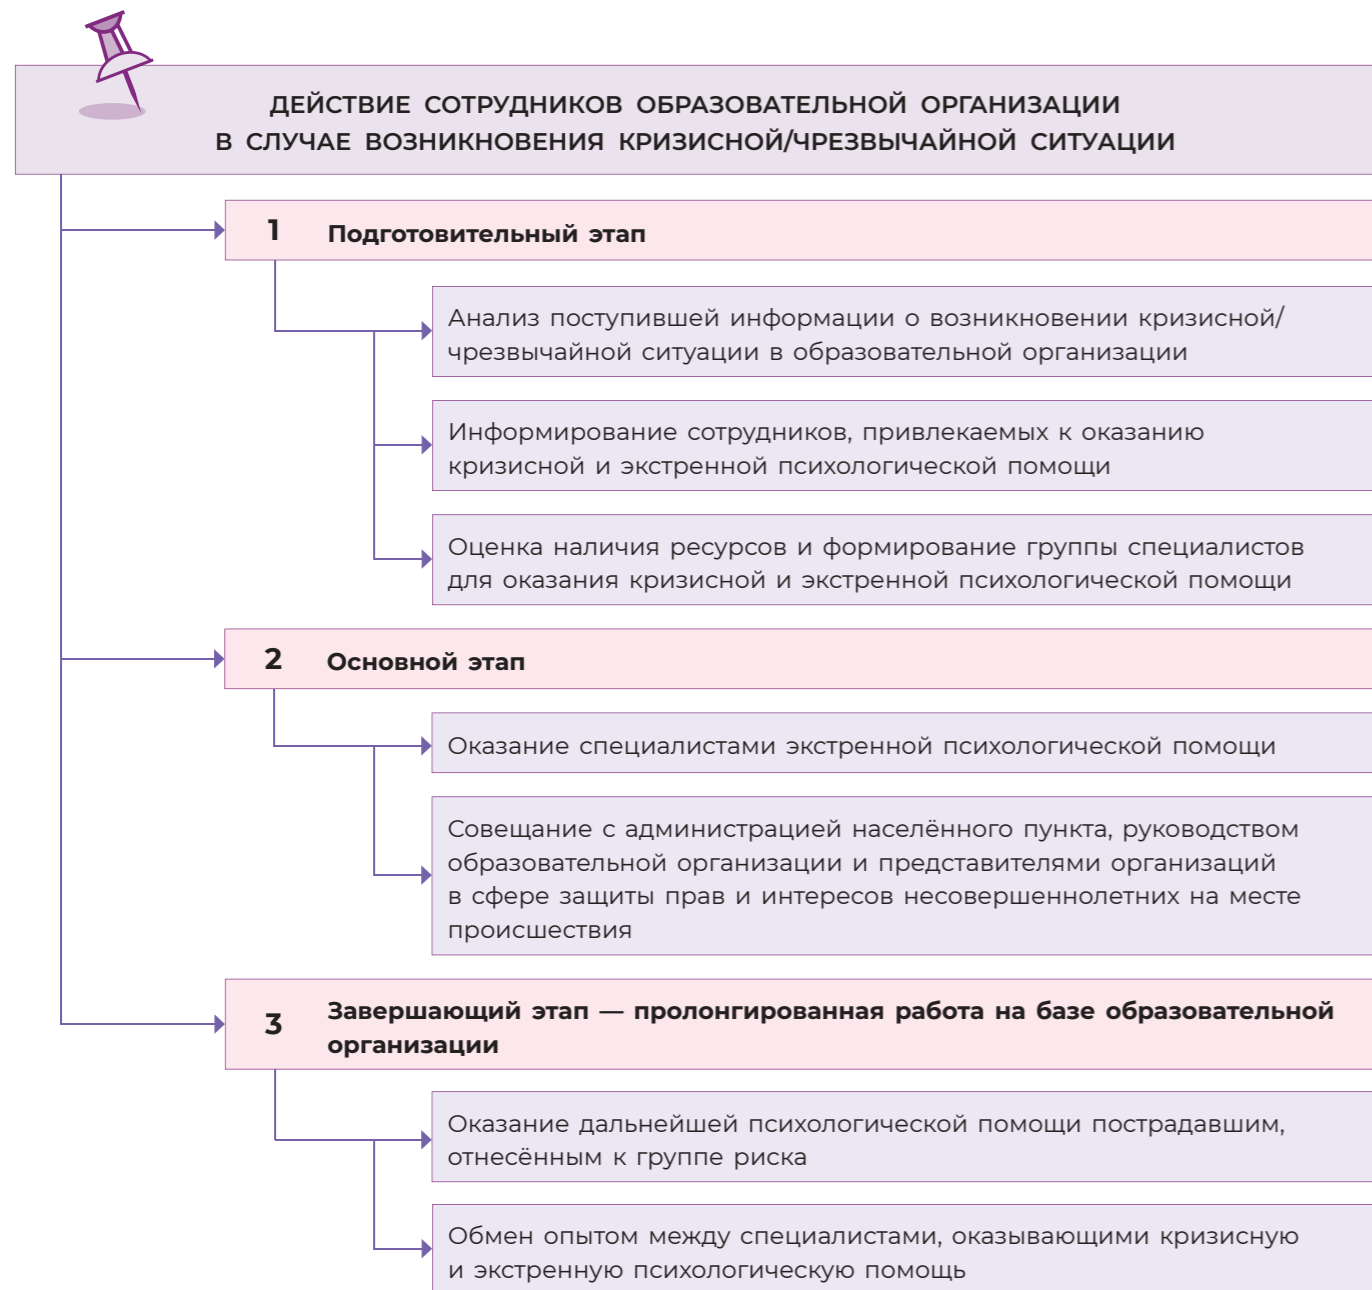 ДЕЙСТВИЕ СОТРУДНИКОВ ОБРАЗОВАТЕЛЬНОЙ ОРГАНИЗАЦИИ
В СЛУЧАЕ ВОЗНИКНОВЕНИЯ КРИЗИСНОЙ/ЧРЕЗВЫЧАЙНОЙ СИТУАЦИИ
1 Подготовительный этап
Анализ поступившей информации о возникновении кризисной/
чрезвычайной ситуации в образовательной организации
Информирование сотрудников, привлекаемых к оказанию
кризисной и экстренной психологической помощи
Оценка наличия ресурсов и формирование группы специалистов
для оказания кризисной и экстренной психологической помощи
2 Основной этап
Оказание специалистами экстренной психологической помощи
Совещание с администрацией населённого пункта, руководством
образовательной организации и представителями организаций
в сфере защиты прав и интересов несовершеннолетних на месте
происшествия
3 Завершающий этап — пролонгированная работа на базе образовательной
организации
Оказание дальнейшей психологической помощи пострадавшим,
отнесённым к группе риска
Обмен опытом между специалистами, оказывающими кризисную
и экстренную психологическую помощь